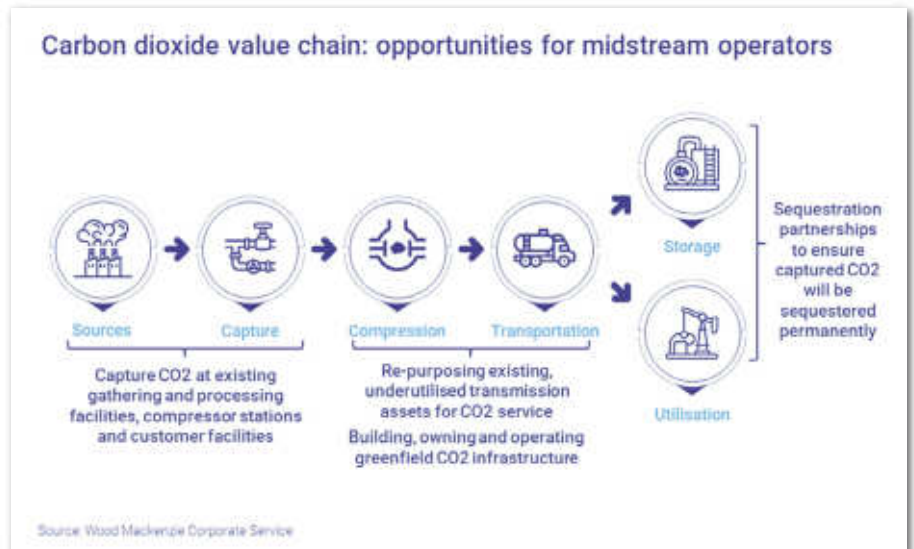 Carbon dioxide value chain: opportunities for midstream operators
Sources
Capture
Compression
Transportation
Storage
Utilisation
Capture CO2 at existing
gathering and processing
facilities, compressor stations
and customer facilities
Re-purposing existing,
underutilised transmission
assets for CO2 service
Building, owning and operating
greenfield CO2 infrastructure
Sequestration
partnerships
to ensure
captured CO2
will be
sequestered
permanently
Source: Wood Mackenzie Corporate Service